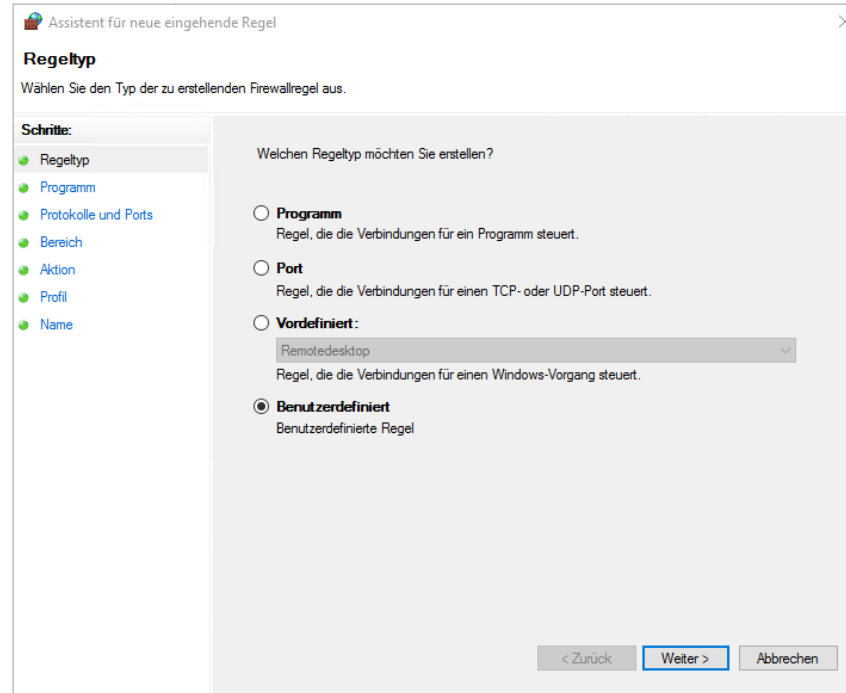 Assistent für neue eingehende Regel
Regeltyp
Wählen Sie den Typ der zu erstellenden Firewallregel aus.
Schritte:
Regeltyp
Programm
Protokolle und Ports
Bereich
Aktion
Profil
Name
Welchen Regeltyp möchten Sie erstellen?
Programm
Regel, die die Verbindungen für ein Programm steuert.
Port
Regel, die die Verbindungen für einen TCP- oder UDP-Port steuert.
Vordefiniert:
Remotedesktop
Regel, die die Verbindungen für einen Windows-Vorgang steuert.
Benutzerdefiniert
Benutzerdefinierte Regel
< Zurück Weiter > Abbrechen